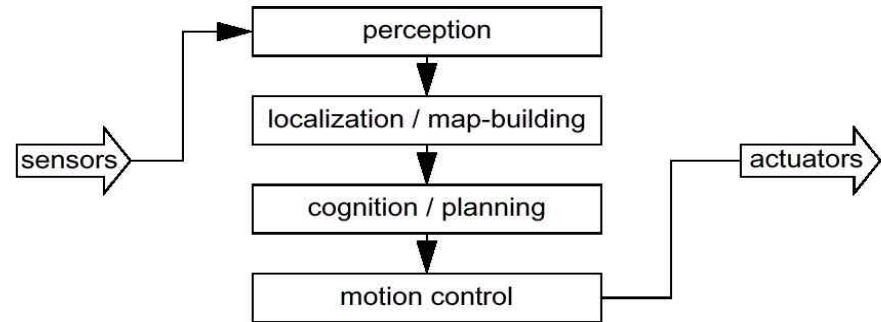 perception
localization / map-building
sensors
actuators
cognition / planning
motion control